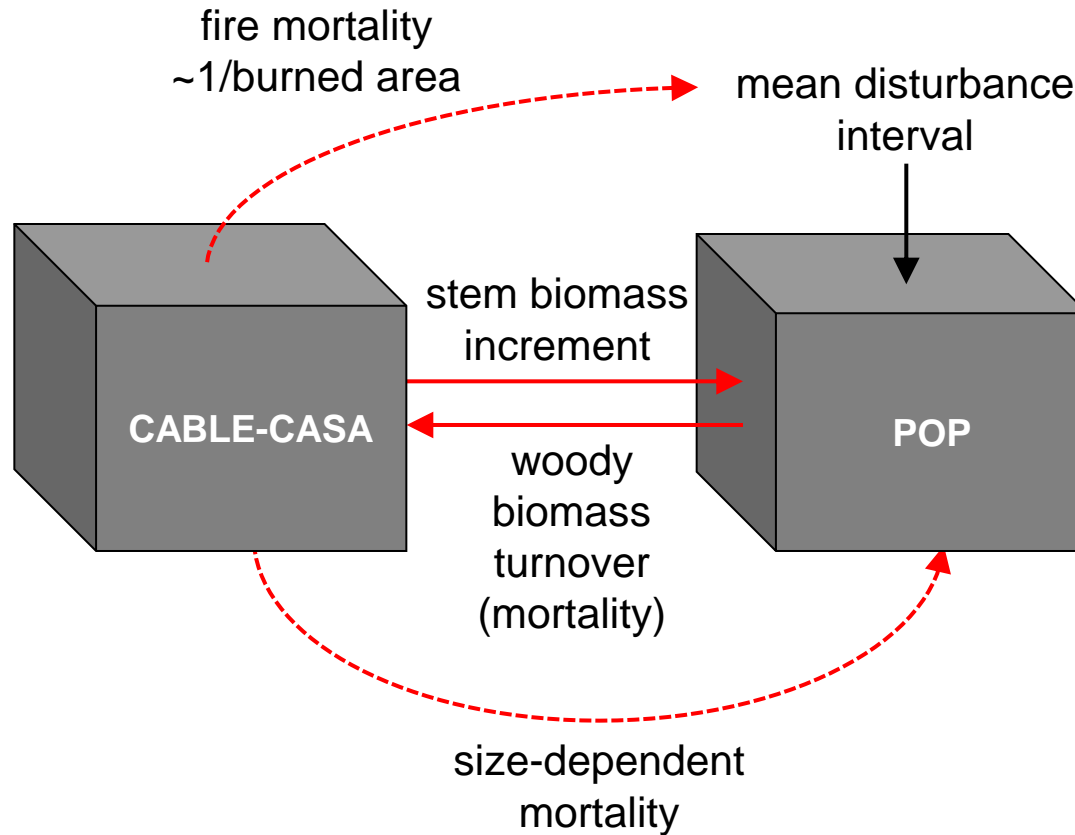 fire mortality
~1/burned area
mean disturbance
interval
stem biomass
increment
CABLE-CASA
POP
woody
biomass
turnover
(mortality)
size-dependent
mortality